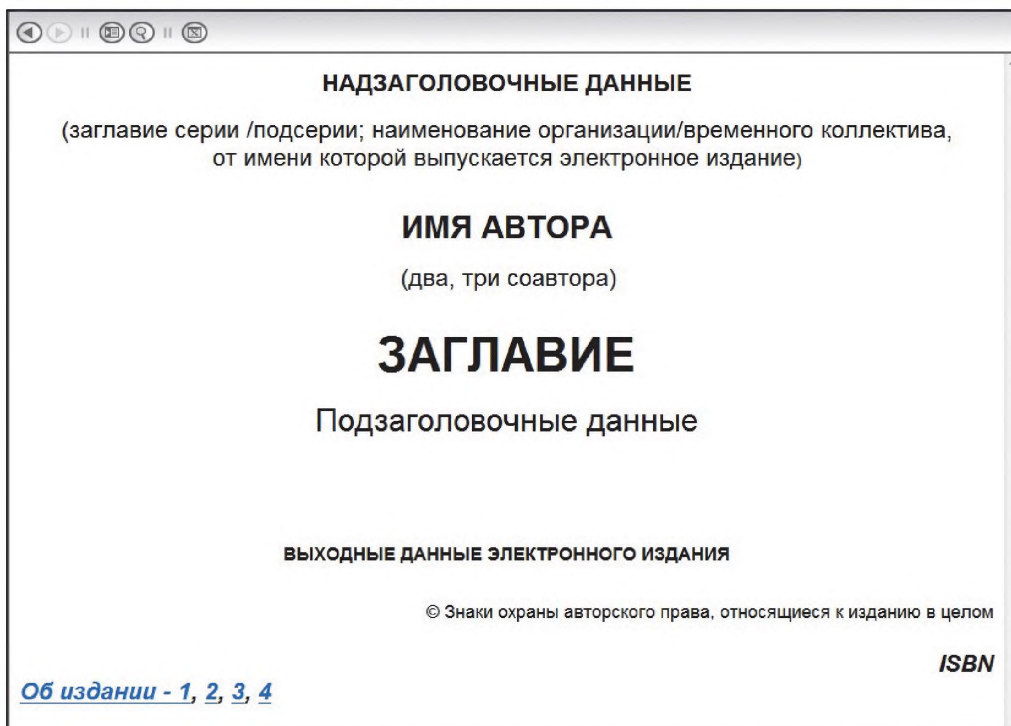 НАДЗАГОЛОВОЧНЫЕ ДАННЫЕ
(заглавие серии /подсерии; наименование организации/временного коллектива,
от имени которой выпускается электронное издание)
ИМЯ АВТОРА
(два, три соавтора)
ЗАГЛАВИЕ
Подзаголовочные данные
ВЫХОДНЫЕ ДАННЫЕ ЭЛЕКТРОННОГО ИЗДАНИЯ
© Знаки охраны авторского права, относящиеся к изданию в целом
ISBN
Об издании - 1, 2, 3, 4